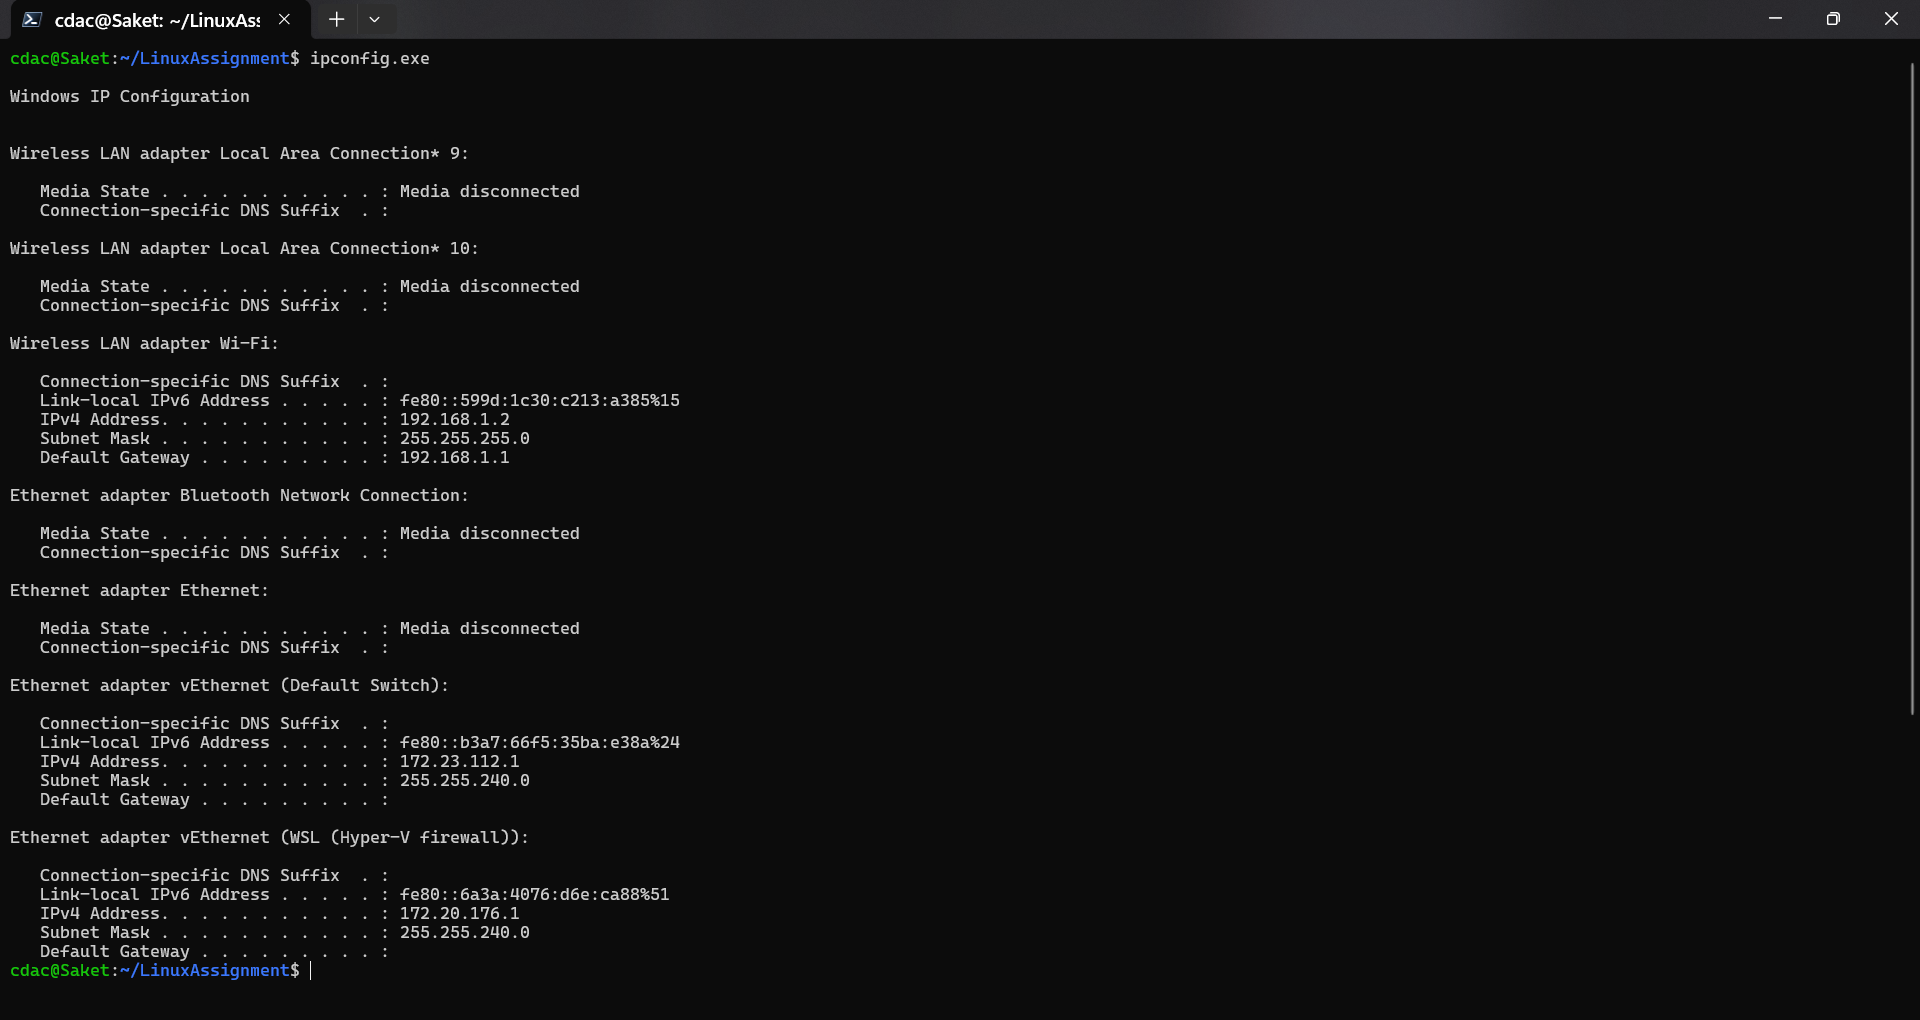 cdac@Saket: ~/LinuxAss
cdac@Saket:~/LinuxAssignment$ ipconfig.exe
Windows IP Configuration
Wireless LAN adapter Local Area Connection* 9:
Media State . . . . . . . . . . . : Media disconnected
Connection-specific DNS Suffix  . :
Wireless LAN adapter Local Area Connection* 10:
Media State . . . . . . . . . . . : Media disconnected
Connection-specific DNS Suffix  . :
Wireless LAN adapter Wi-Fi:
Connection-specific DNS Suffix  . :
Link-local IPv6 Address . . . . . : fe80::599d:1c30:c213:a385%15
IPv4 Address. . . . . . . . . . . : 192.168.1.2
Subnet Mask . . . . . . . . . . . : 255.255.255.0
Default Gateway . . . . . . . . . : 192.168.1.1
Ethernet adapter Bluetooth Network Connection:
Media State . . . . . . . . . . . : Media disconnected
Connection-specific DNS Suffix  . :
Ethernet adapter Ethernet:
Media State . . . . . . . . . . . : Media disconnected
Connection-specific DNS Suffix  . :
Ethernet adapter vEthernet (Default Switch):
Connection-specific DNS Suffix  . :
Link-local IPv6 Address . . . . . : fe80::b3a7:66f5:35ba:e38a%24
IPv4 Address. . . . . . . . . . . : 172.23.112.1
Subnet Mask . . . . . . . . . . . : 255.255.240.0
Default Gateway . . . . . . . . . :
Ethernet adapter vEthernet (WSL (Hyper-V firewall)):
Connection-specific DNS Suffix  . :
Link-local IPv6 Address . . . . . : fe80::6a3a:4076:d6e:ca88%51
IPv4 Address. . . . . . . . . . . : 172.20.176.1
Subnet Mask . . . . . . . . . . . : 255.255.240.0
Default Gateway . . . . . . . . . :
cdac@Saket:~/LinuxAssignment$